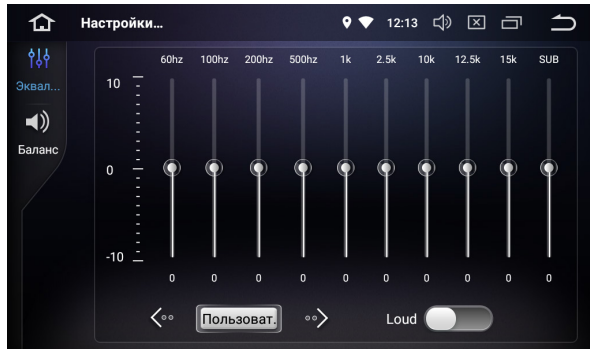 Настройки...
12:13
Эквал...
Баланс
60hz 100hz 200hz 500hz 1k 2.5k 10k 12.5k 15k SUB
10
0
-10
0 0 0 0 0 0 0 0 0 0
Пользоват.
Loud